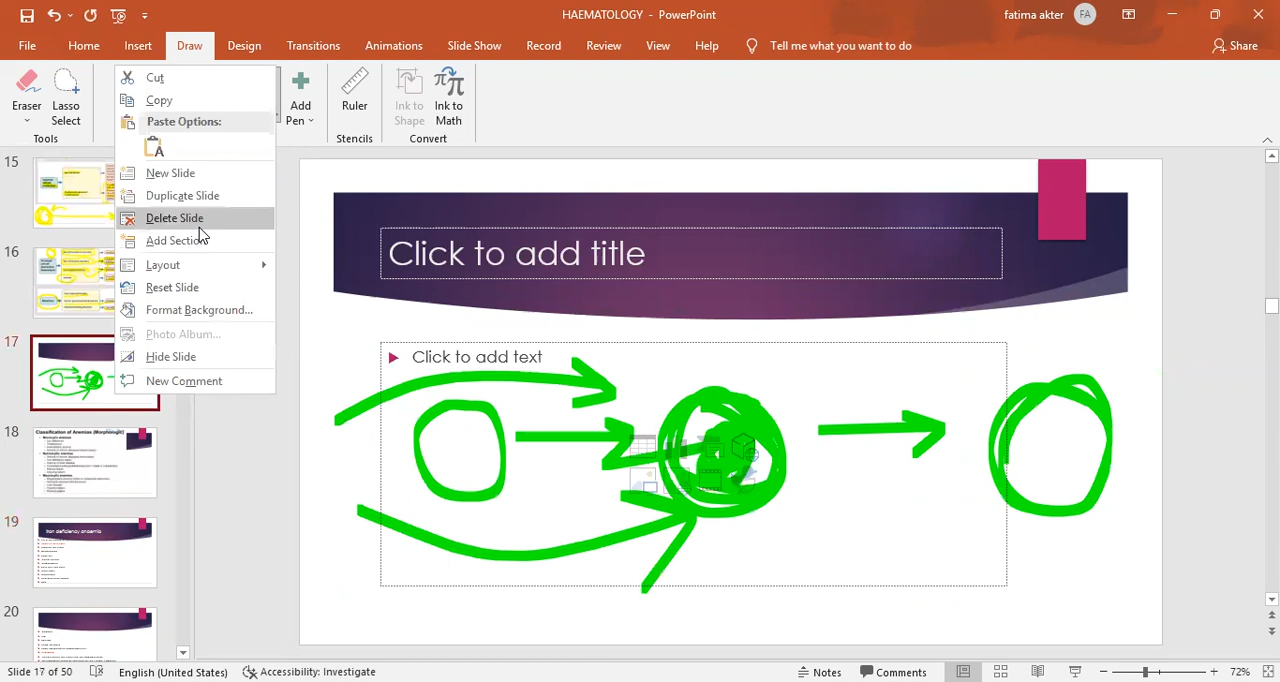 HAEMATOLOGY - PowerPoint
fatima akter FA
File Home Insert Draw Design Transitions Animations Slide Show Record Review View Help Tell me what you want to do Share
Eraser
Lasso Select
Tools
Add Pen
Ruler
Stencils
Ink to Shape
Ink to Math
Convert
Cut
Copy
Paste Options:
New Slide
Duplicate Slide
Delete Slide
Add Section
Layout
Reset Slide
Format Background...
Photo Album...
Hide Slide
New Comment
15
16
17
18
Classification of Anemias (Morphologic)
19
Iron deficiency anaemia
20
Click to add title
Click to add text
Slide 17 of 50 English (United States) Accessibility: Investigate Notes Comments 72%